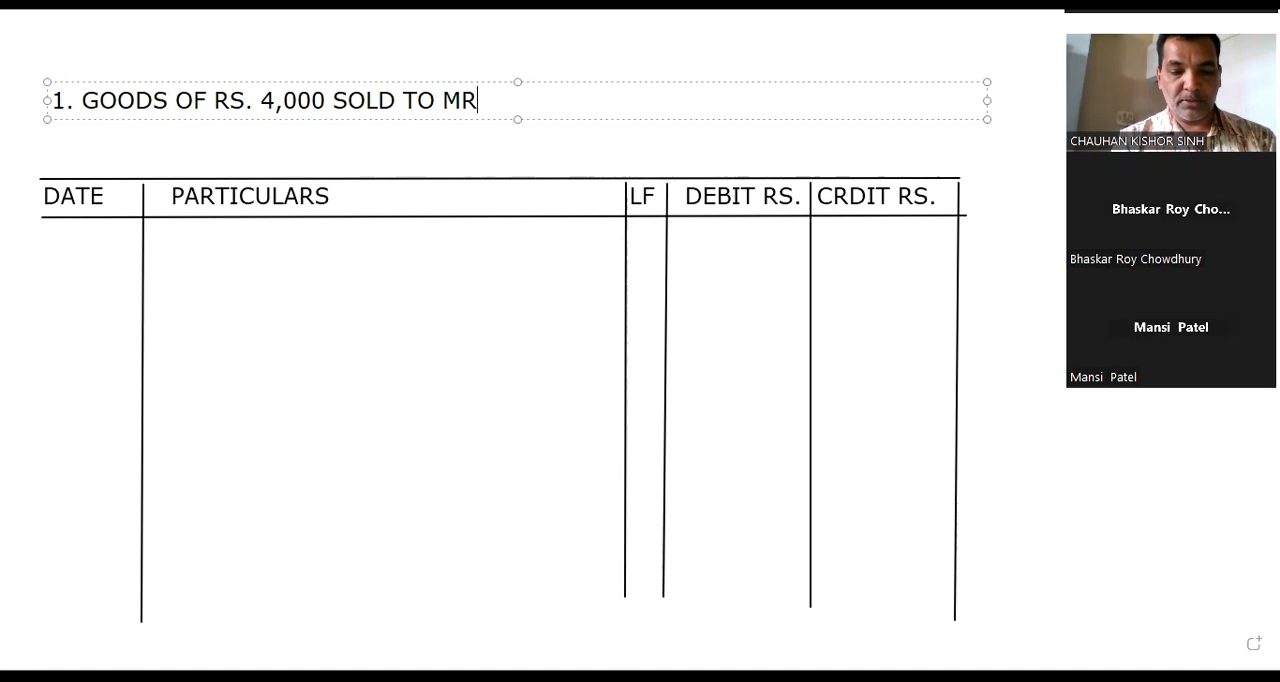 1. GOODS OF RS. 4,000 SOLD TO MR
DATE PARTICULARS LF DEBIT RS. CRDIT RS.
CHAUHAN KISHOR SINH
Bhaskar Roy Cho...
Bhaskar Roy Chowdhury
Mansi Patel
Mansi Patel